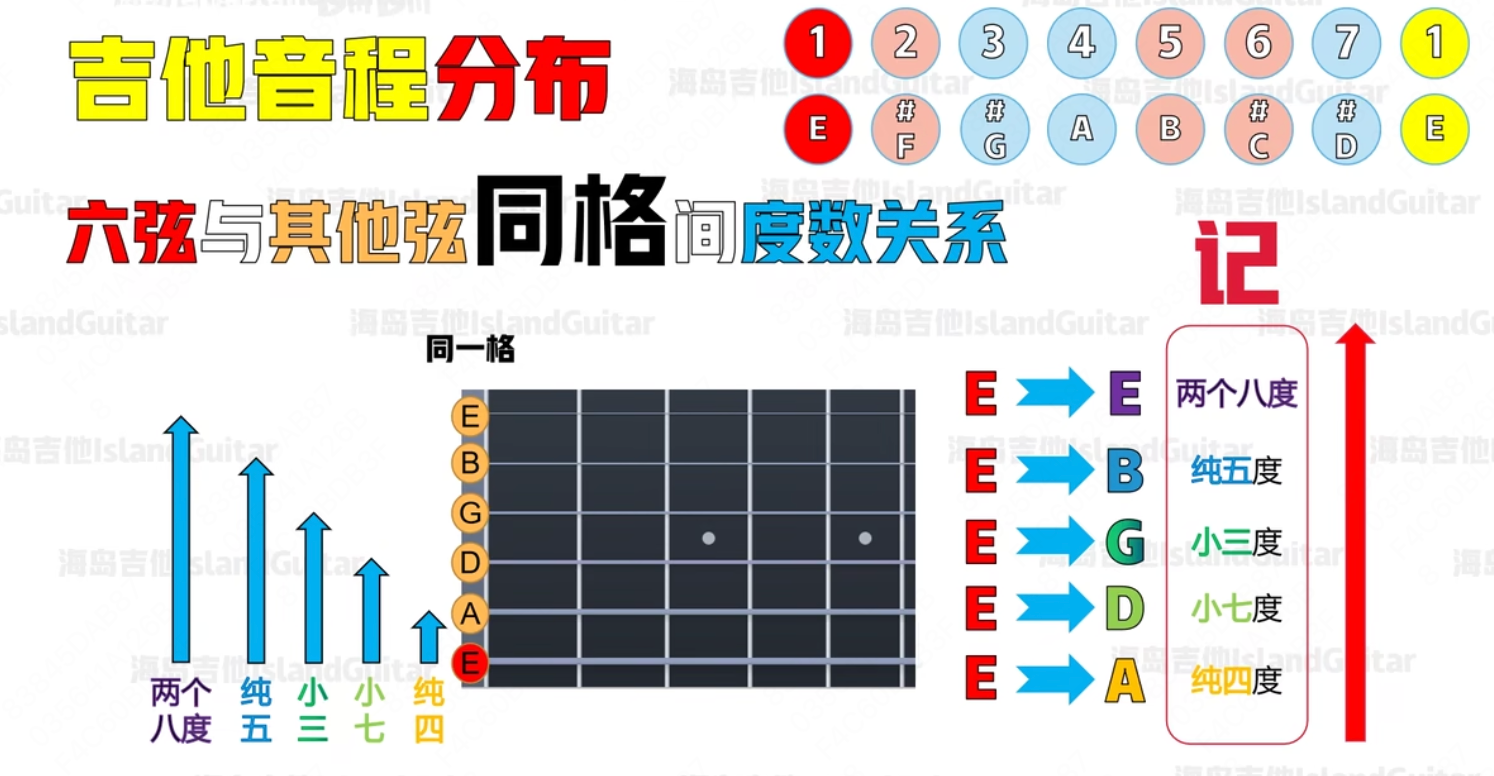 吉他音程分布
1 2 3 4 5 6 7 1
E #F #G A B #C #D E
六弦与其他弦同格间度数关系
记
同一格
E
B
G
D
A
E
两个八度
纯五
小三
小七
纯四
E E 两个八度
E B 纯五度
E G 小三度
E D 小七度
E A 纯四度
海岛吉他IslandGuitar